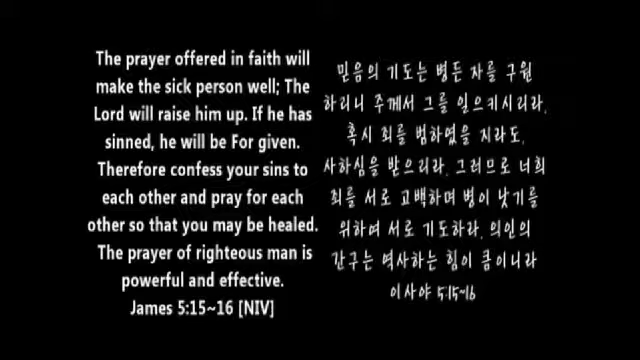 The prayer offered in faith will
make the sick person well; The
Lord will raise him up. If he has
sinned, he will be For given.
Therefore confess your sins to
each other and pray for each
other so that you may be healed.
The prayer of righteous man is
powerful and effective.
James 5:15~16 [NIV]
믿음의 기도는 병든 자를 구원
하리니 주께서 그를 일으키시리라.
혹시 죄를 범하였을 지라도,
사하심을 받으리라. 그러므로 너희
죄를 서로 고백하며 병이 낫기를
위하여 서로 기도하라. 의인의
간구는 역사하는 힘이 큼이니라
이사야 5:15~16